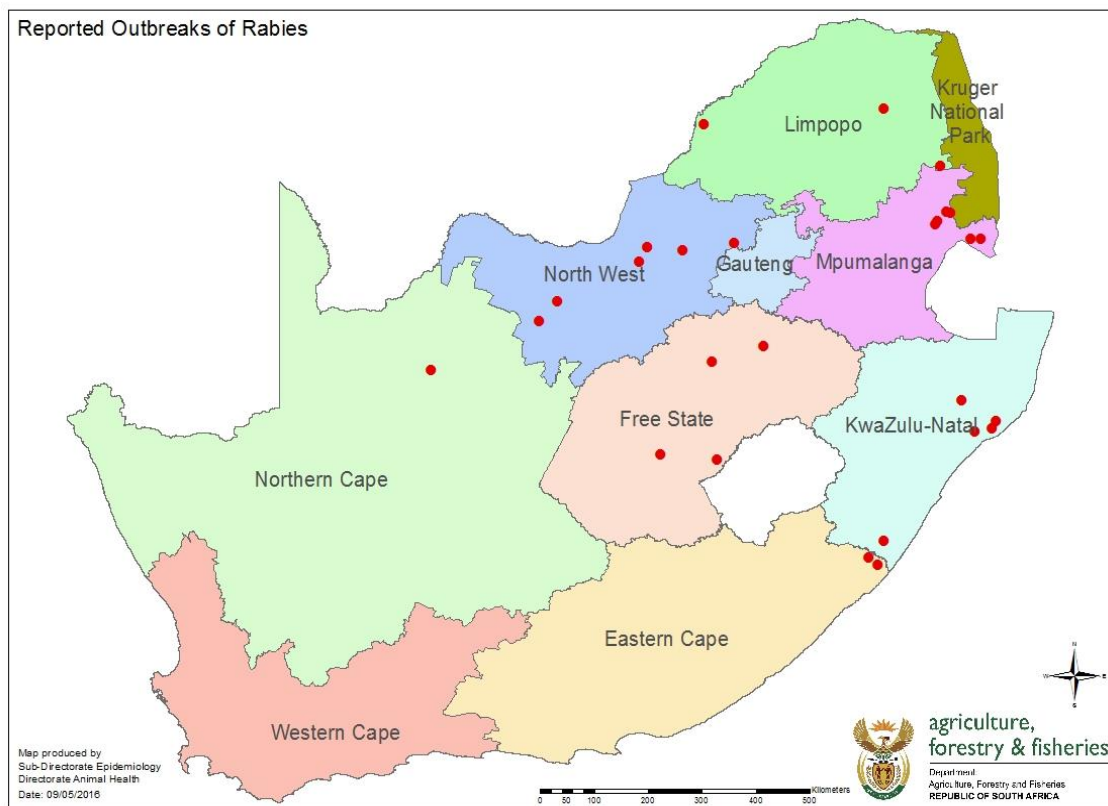 Reported Outbreaks of Rabies
Kruger
National
Park
Limpopo
North West
Gauteng
Mpumalanga
Free State
KwaZulu-Natal
Northern Cape
Eastern Cape
Western Cape
N
W
E
S
Map produced by
Sub-Directorate Epidemiology
Directorate Animal Health
Date: 09/05/2016
Kilometers
0 50 100 200 300 400 500
agriculture,
forestry & fisheries
Department:
Agriculture, Forestry and Fisheries
REPUBLIC OF SOUTH AFRICA